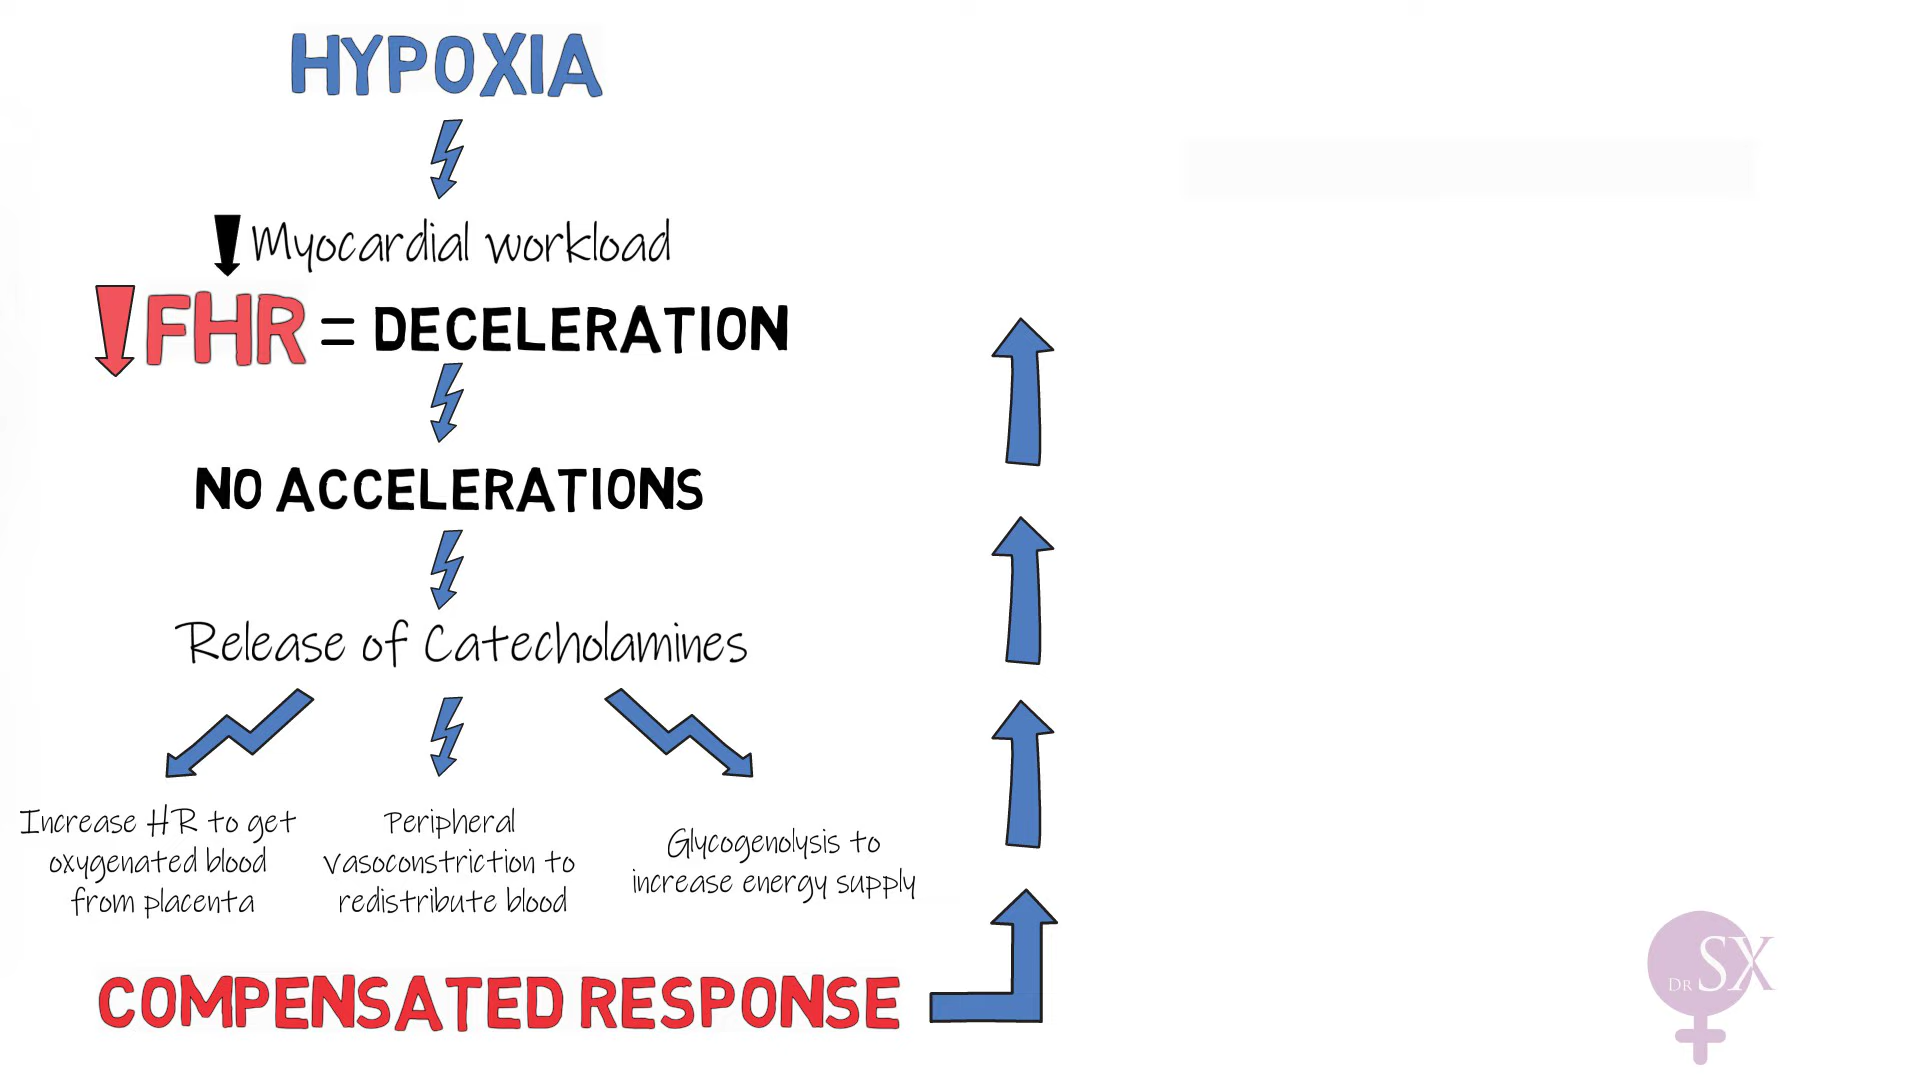 HYPOXIA
Myocardial workload
FHR = DECELERATION
NO ACCELERATIONS
Release of Catecholamines
Increase HR to get
oxygenated blood
from placenta
Peripheral
vasoconstriction to
redistribute blood
Glycogenolysis to
increase energy supply
COMPENSATED RESPONSE
DR SX